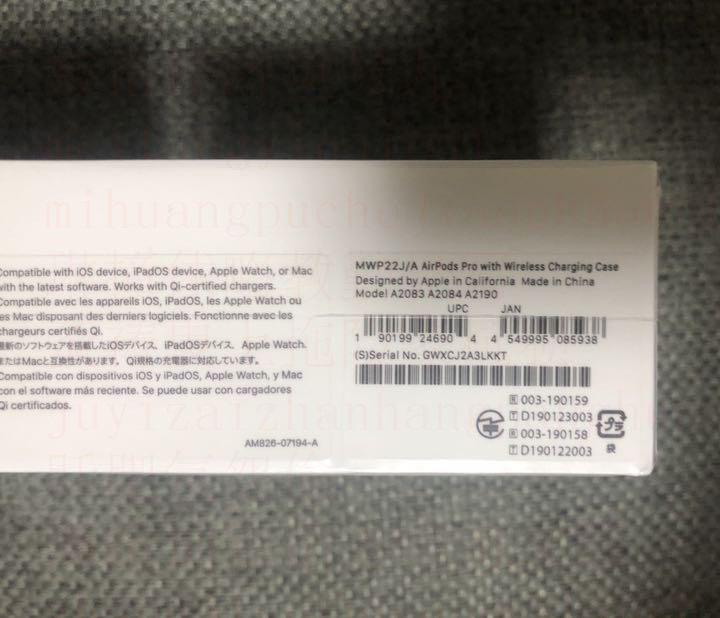 Compatible with iOS device, iPadOS device, Apple Watch, or Mac
with the latest software. Works with Qi-certified chargers.
Compatible avec les appareils iOS, iPadOS, les Apple Watch ou
les Mac disposant des derniers logiciels. Fonctionne avec les
chargeurs certifiés Qi.
最新のソフトウェアを搭載したiOSデバイス、iPadOSデバイス、Apple Watch、
またはMacと互換性があります。Qi規格の充電器に対応しています。
Compatible con dispositivos iOS y iPadOS, Apple Watch, y Mac
con el software más reciente. Se puede usar con cargadores
Qi certificados.
AM826-07194-A
MWP22J/A AirPods Pro with Wireless Charging Case
Designed by Apple in California Made in China
Model A2083 A2084 A2190
UPC JAN
1 90199 24690 4 4 549995 085938
(S)Serial No. GWXCJ2A3LKKT
R 003-190159
T D190123003
R 003-190158
T D190122003
プラ
袋